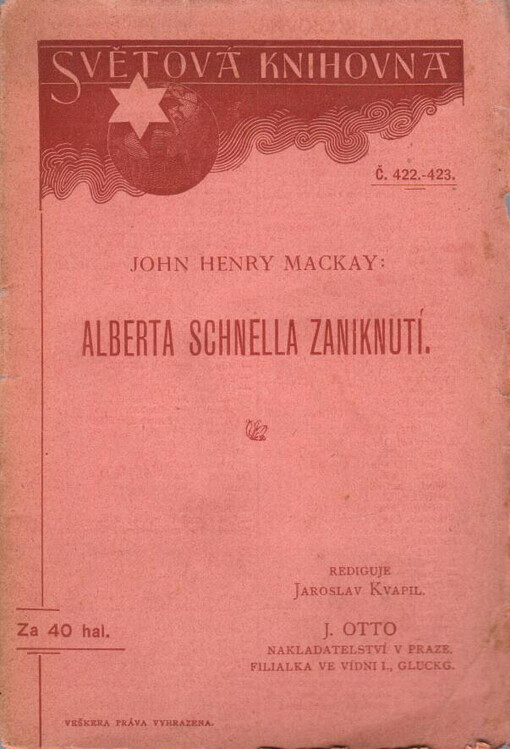 SVĚTOVÁ KNIHOVNA
Č. 422.-423.
JOHN HENRY MACKAY:
ALBERTA SCHNELLA ZANIKNUTÍ.
REDIGUJE
JAROSLAV KVAPIL.
Za 40 hal.
J. OTTO
NAKLADATELSTVÍ V PRAZE,
FILIALKA VE VÍDNI I., GLUCKG.
VEŠKERA PRÁVA VYHRAZENA.